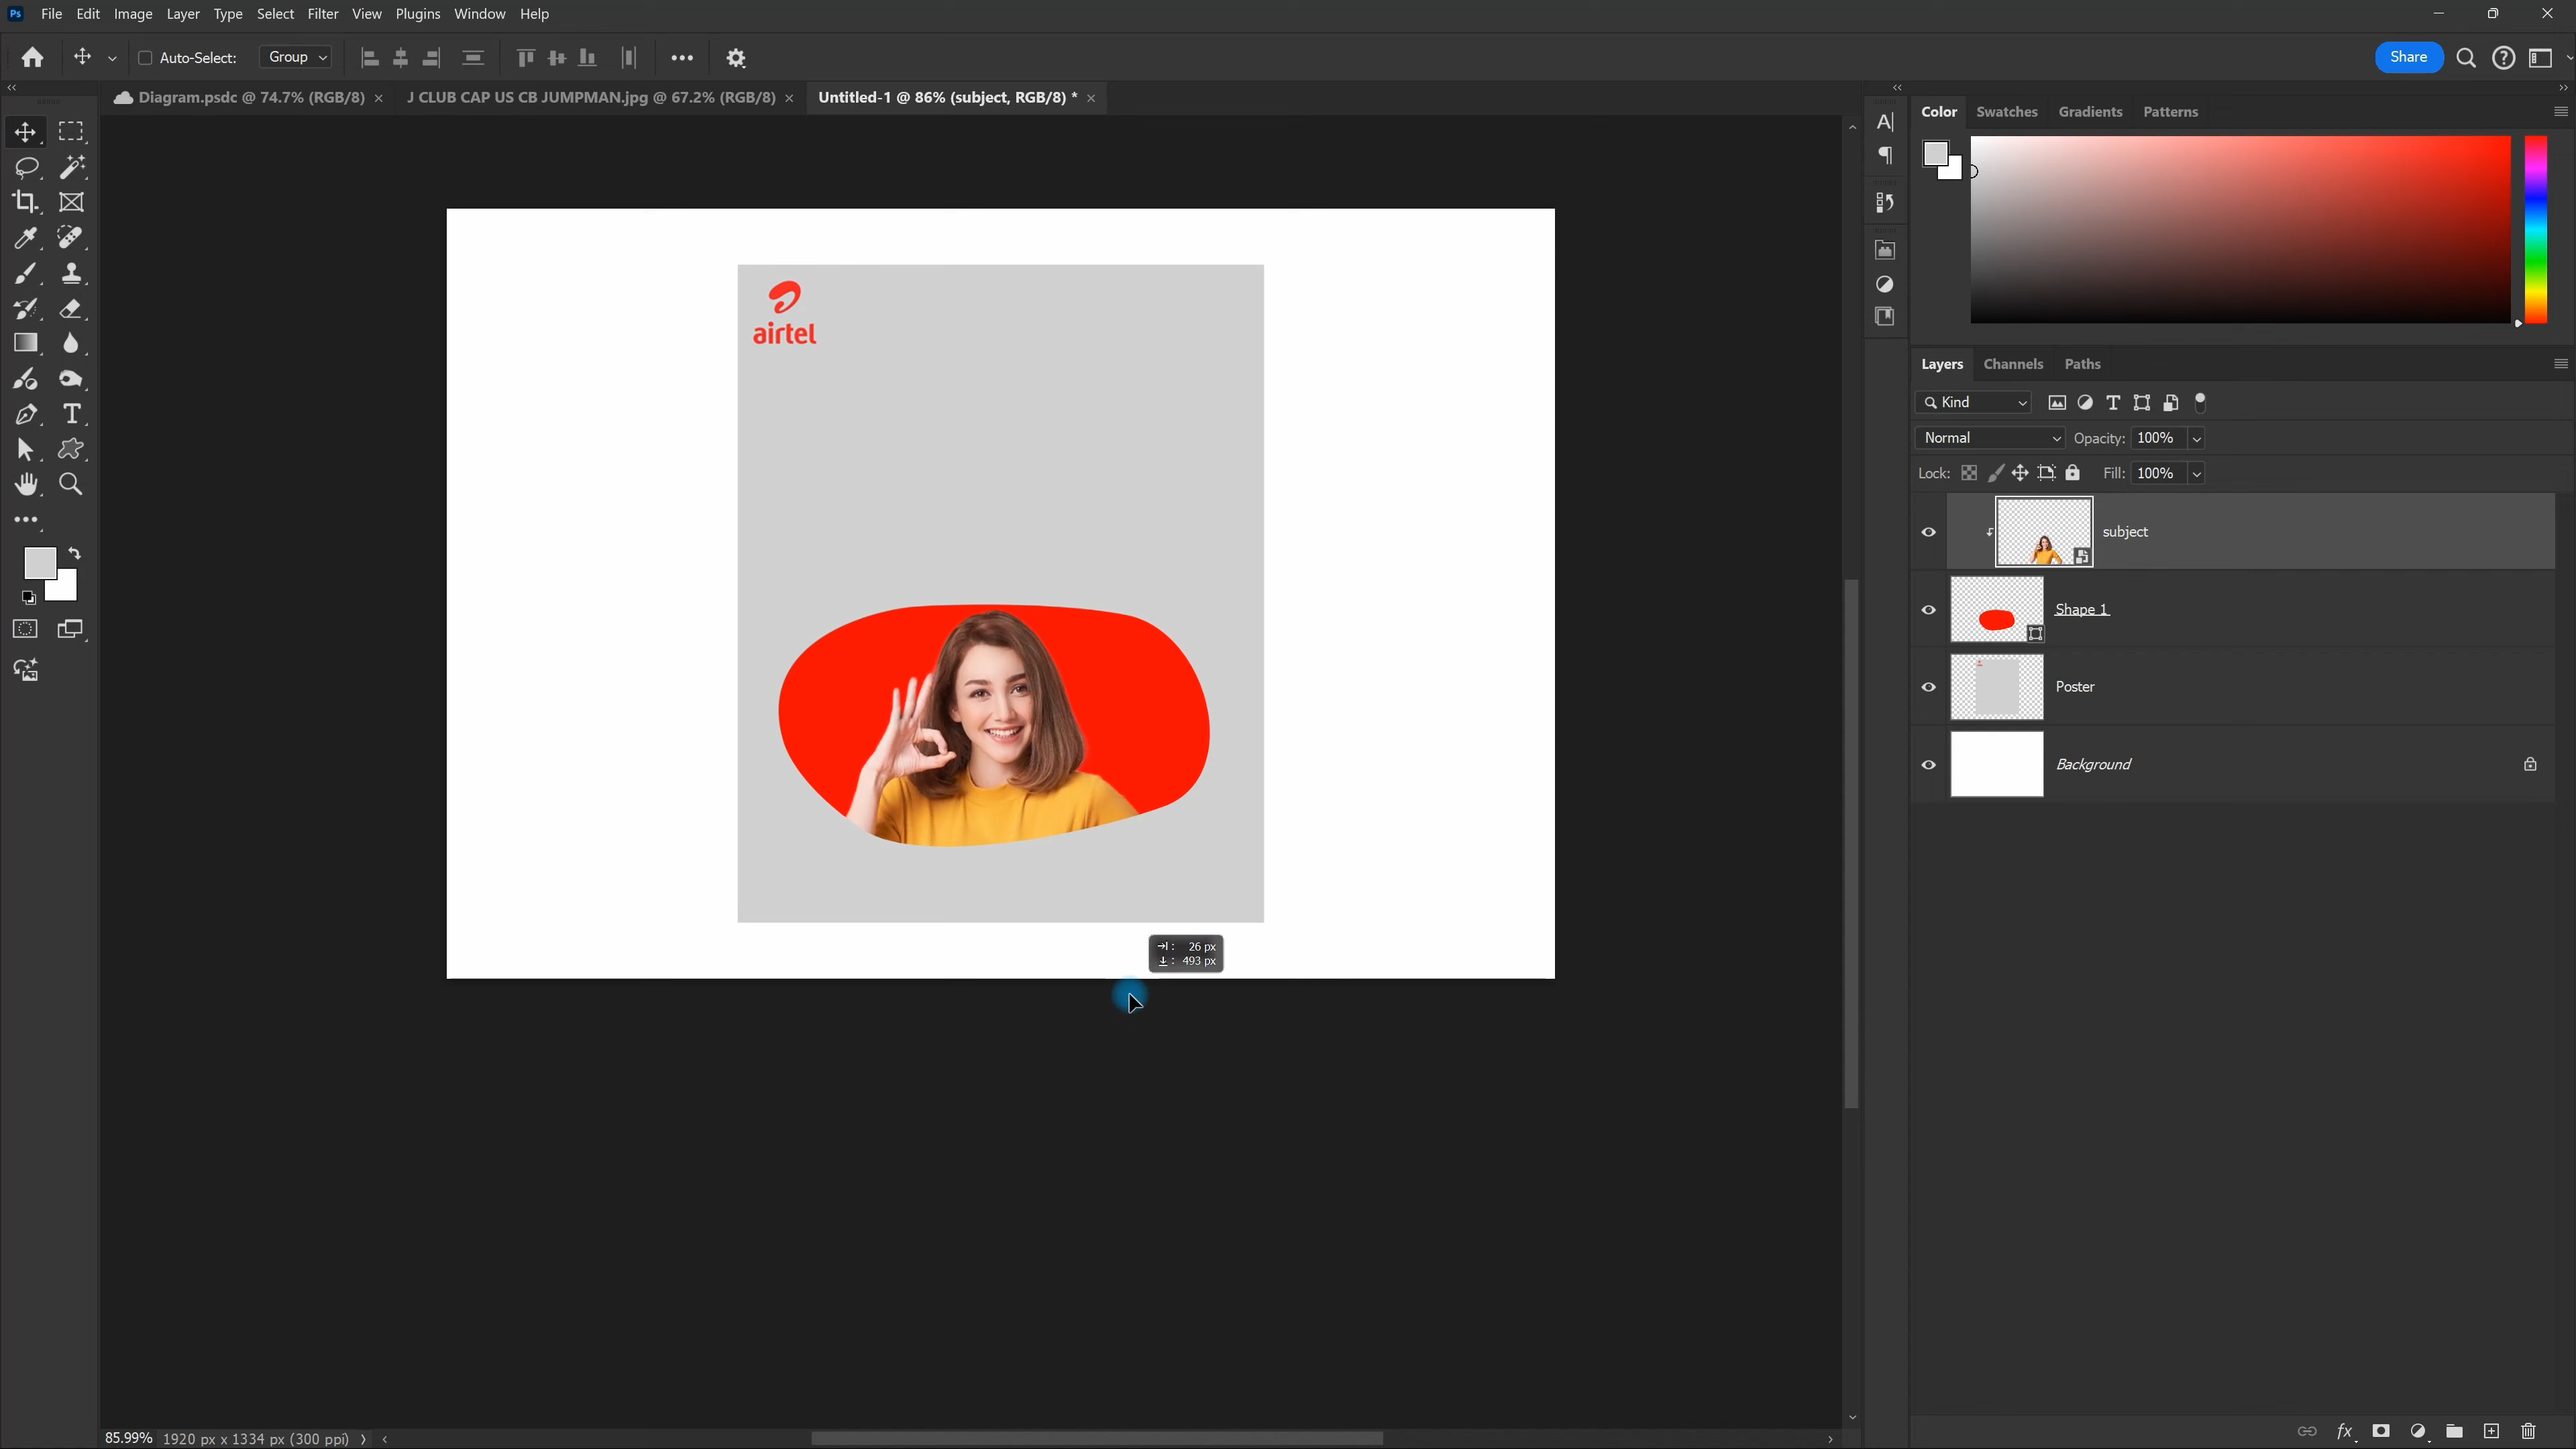 Ps File Edit Image Layer Type Select Filter View Plugins Window Help
Auto-Select: Group Share
Diagram.psdc @ 74.7% (RGB/8) × J CLUB CAP US CB JUMPMAN.jpg @ 67.2% (RGB/8) × Untitled-1 @ 86% (subject, RGB/8) * ×
Color Swatches Gradients Patterns
airtel
Layers Channels Paths
Kind
Normal Opacity: 100%
Lock: Fill: 100%
subject
Shape 1
Poster
Background
26 px
493 px
85.99% 1920 px x 1334 px (300 ppi)
fx